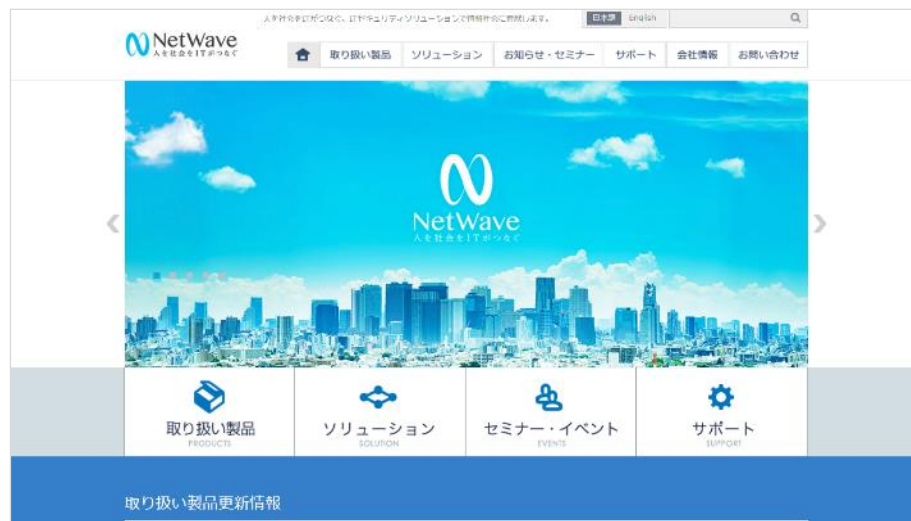 人を社会をITがつなぐ、ITセキュリティソリューションで情報社会に貢献します。
日本語 English
NetWave
人を社会をITがつなぐ
取り扱い製品 ソリューション お知らせ・セミナー サポート 会社情報 お問い合わせ
NetWave
人を社会をITがつなぐ
取り扱い製品 ソリューション セミナー・イベント サポート
PRODUCTS SOLUTION EVENTS SUPPORT
取り扱い製品更新情報